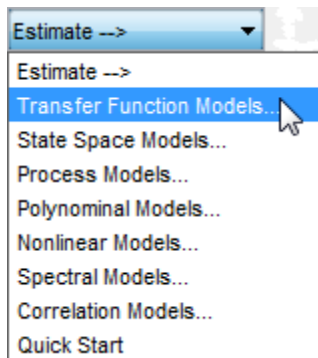 Estimate -->
Estimate -->
Transfer Function Models...
State Space Models...
Process Models...
Polynominal Models...
Nonlinear Models...
Spectral Models...
Correlation Models...
Quick Start